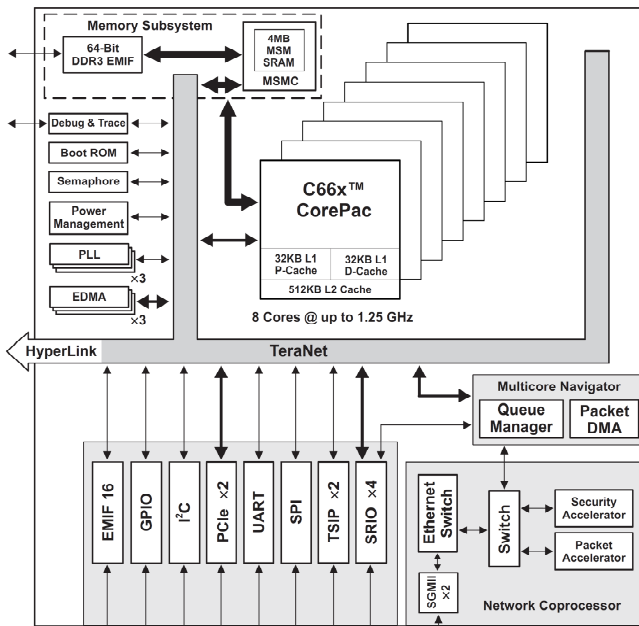 Memory Subsystem
64-Bit
DDR3 EMIF
4MB
MSM
SRAM
MSMC
Debug & Trace
Boot ROM
Semaphore
Power
Management
PLL
×3
EDMA
×3
C66x™
CorePac
32KB L1
P-Cache
32KB L1
D-Cache
512KB L2 Cache
8 Cores @ up to 1.25 GHz
HyperLink
TeraNet
Multicore Navigator
Queue
Manager
Packet
DMA
EMIF 16
GPIO
I²C
PCIe ×2
UART
SPI
TSIP ×2
SRIO ×4
Ethernet
Switch
Switch
Security
Accelerator
Packet
Accelerator
SGMII
×2
Network Coprocessor